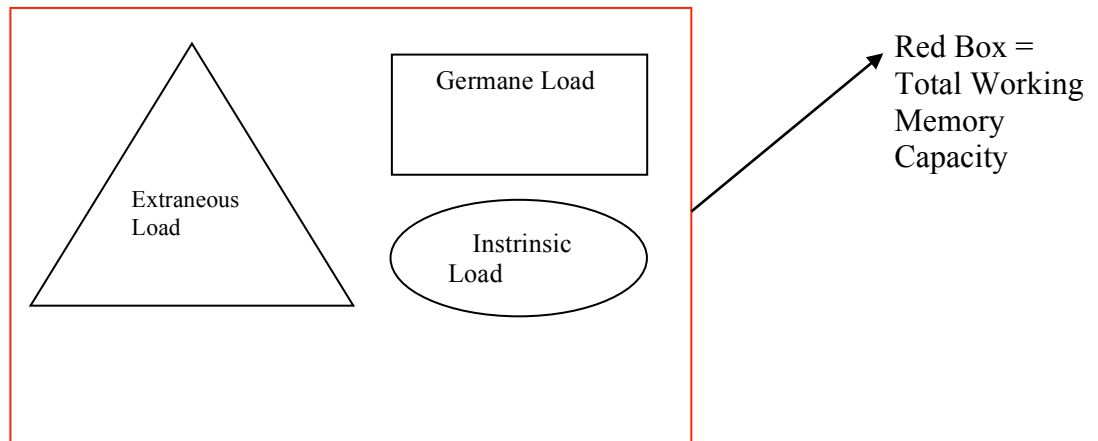 Extraneous
Load
Germane Load
Instrinsic
Load
Red Box =
Total Working
Memory
Capacity